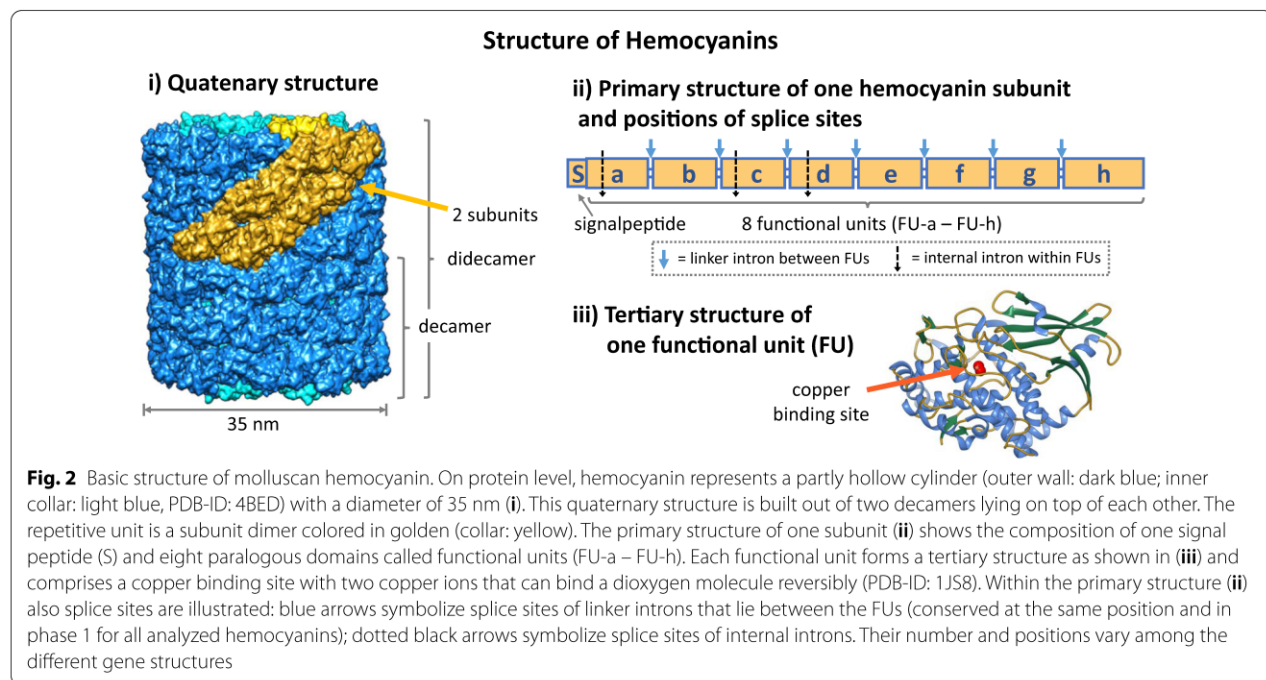 Structure of Hemocyanins
i) Quatenary structure
2 subunits
didecamer
decamer
35 nm
ii) Primary structure of one hemocyanin subunit
and positions of splice sites
S a b c d e f g h
signalpeptide
8 functional units (FU-a – FU-h)
= linker intron between FUs = internal intron within FUs
iii) Tertiary structure of
one functional unit (FU)
copper
binding site
Fig. 2 Basic structure of molluscan hemocyanin. On protein level, hemocyanin represents a partly hollow cylinder (outer wall: dark blue; inner
collar: light blue, PDB-ID: 4BED) with a diameter of 35 nm (i). This quaternary structure is built out of two decamers lying on top of each other. The
repetitive unit is a subunit dimer colored in golden (collar: yellow). The primary structure of one subunit (ii) shows the composition of one signal
peptide (S) and eight paralogous domains called functional units (FU-a – FU-h). Each functional unit forms a tertiary structure as shown in (iii) and
comprises a copper binding site with two copper ions that can bind a dioxygen molecule reversibly (PDB-ID: 1JS8). Within the primary structure (ii)
also splice sites are illustrated: blue arrows symbolize splice sites of linker introns that lie between the FUs (conserved at the same position and in
phase 1 for all analyzed hemocyanins); dotted black arrows symbolize splice sites of internal introns. Their number and positions vary among the
different gene structures